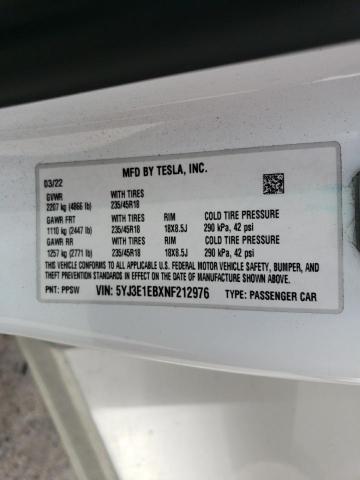 MFD BY TESLA, INC.
03/22
GVWR WITH TIRES
2207 kg (4866 lb) 235/45R18
GAWR FRT WITH TIRES RIM COLD TIRE PRESSURE
1110 kg (2447 lb) 235/45R18 18X8.5J 290 kPa, 42 psi
GAWR RR WITH TIRES RIM COLD TIRE PRESSURE
1257 kg (2771 lb) 235/45R18 18X8.5J 290 kPa, 42 psi
THIS VEHICLE CONFORMS TO ALL APPLICABLE U.S. FEDERAL MOTOR VEHICLE SAFETY, BUMPER, AND
THEFT PREVENTION STANDARDS IN EFFECT ON THE DATE OF MANUFACTURE SHOWN ABOVE.
PNT: PPSW VIN: 5YJ3E1EBXNF212976 TYPE: PASSENGER CAR